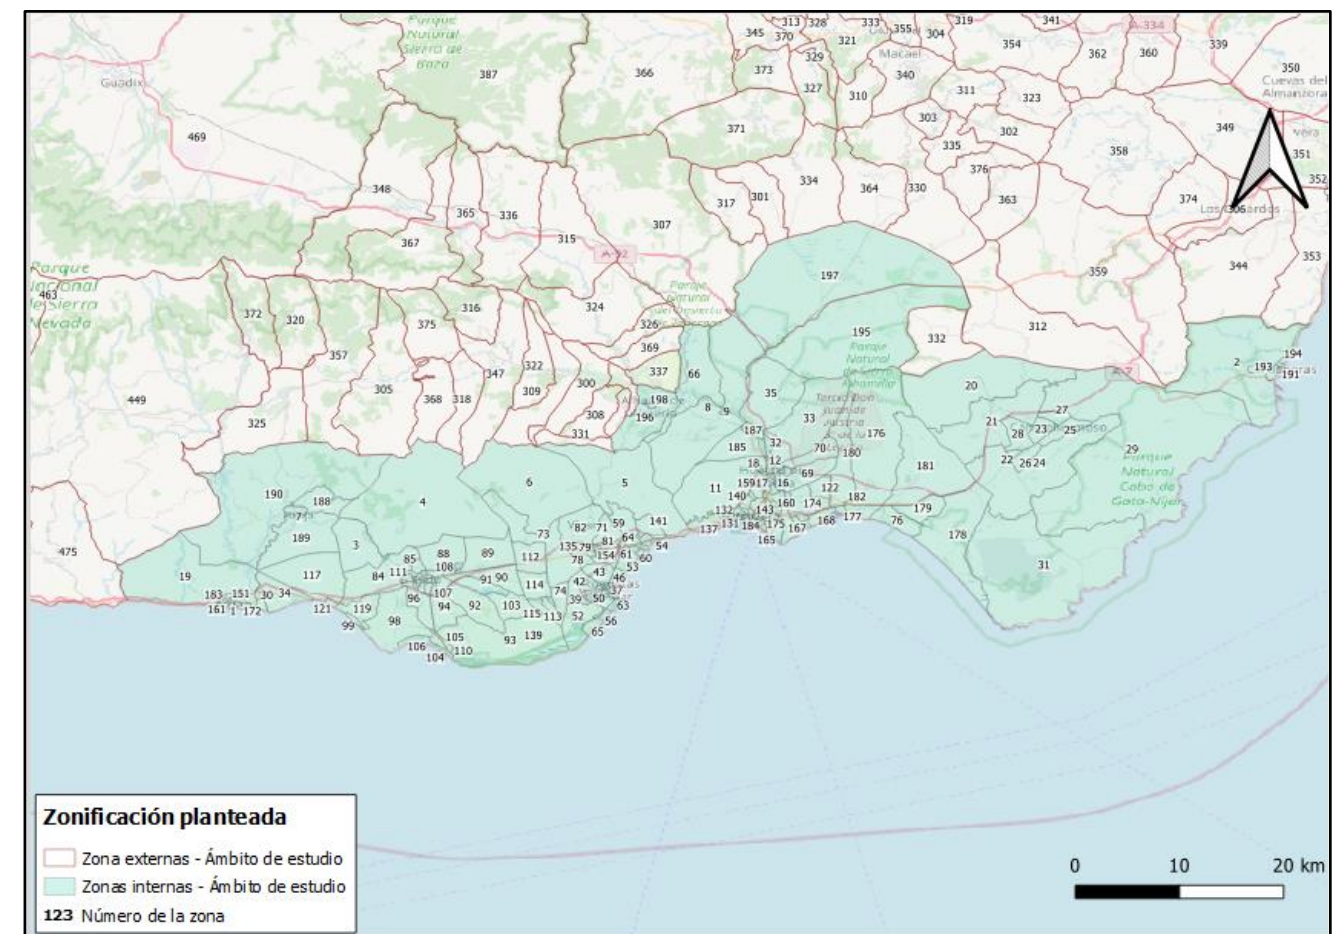 Parque
Natural
Sierra de
Baza
313 328 333 319 341 A-334
345 370 321 355 304 339
Macael 354 362 360
Guadix 387 366 373 329 340 350
327 310 311 323 Cuevas del
Almanzora
371 303 302 349 Vera
469 335 358 351
348 334 376 352
365 336 317 301 364 330 363 374 306
367 315 307 A-92 359 344 353
Parque
Nacional
de Sierra
Nevada
463
372 320 316 324 197
375 326 Paraje
Natural
del Desierto
312
357 369 195 332
347 322 337 66 Paraje
Natural
2 193 194
191
449 305 368 318 309 300 198 35 20
325 308 196 8 9 33 27
331 187 176 21 28 23 25
185 32 70 180 29
190 188 4 6 5 18 12 69 181 22 26 24 Parque
Natural
Cabo de
Gata-Níjar
7 189 3 11 159 17 16 122 182
140 160 174 179
73 82 71 59 141 132 143 177 76
475 88 89 135 79 81 64 54 137 131 184 175 167 168 178
85 108 112 78 154 61 60 165
19 117 84 111 91 90 114 43 53 31
183 151 30 34 96 107 74 42 46
161 1 172 121 119 94 92 103 39 50 37
99 98 115 113 52 63
106 105 93 139 56
104 110 65
Zonificación planteada
Zona externas - Ámbito de estudio
Zonas internas - Ámbito de estudio
123 Número de la zona
0 10 20 km